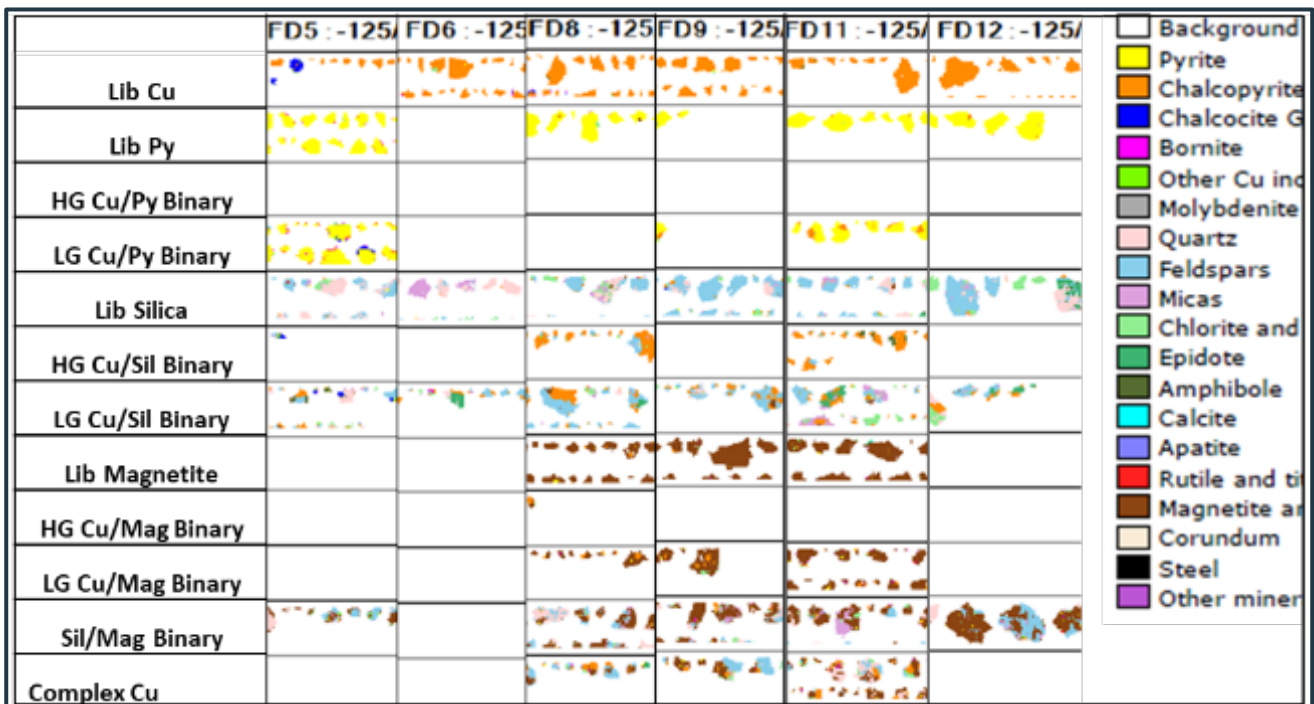 FD5 : -125/ FD6 : -125 FD8 : -125/ FD9 : -125/ FD11 : -125/ FD12 : -125/
Lib Cu
Lib Py
HG Cu/Py Binary
LG Cu/Py Binary
Lib Silica
HG Cu/Sil Binary
LG Cu/Sil Binary
Lib Magnetite
HG Cu/Mag Binary
LG Cu/Mag Binary
Sil/Mag Binary
Complex Cu
Background
Pyrite
Chalcopyrite
Chalcocite G
Bornite
Other Cu inc
Molybdenite
Quartz
Feldspars
Micas
Chlorite and
Epidote
Amphibole
Calcite
Apatite
Rutile and tit
Magnetite ar
Corundum
Steel
Other miner